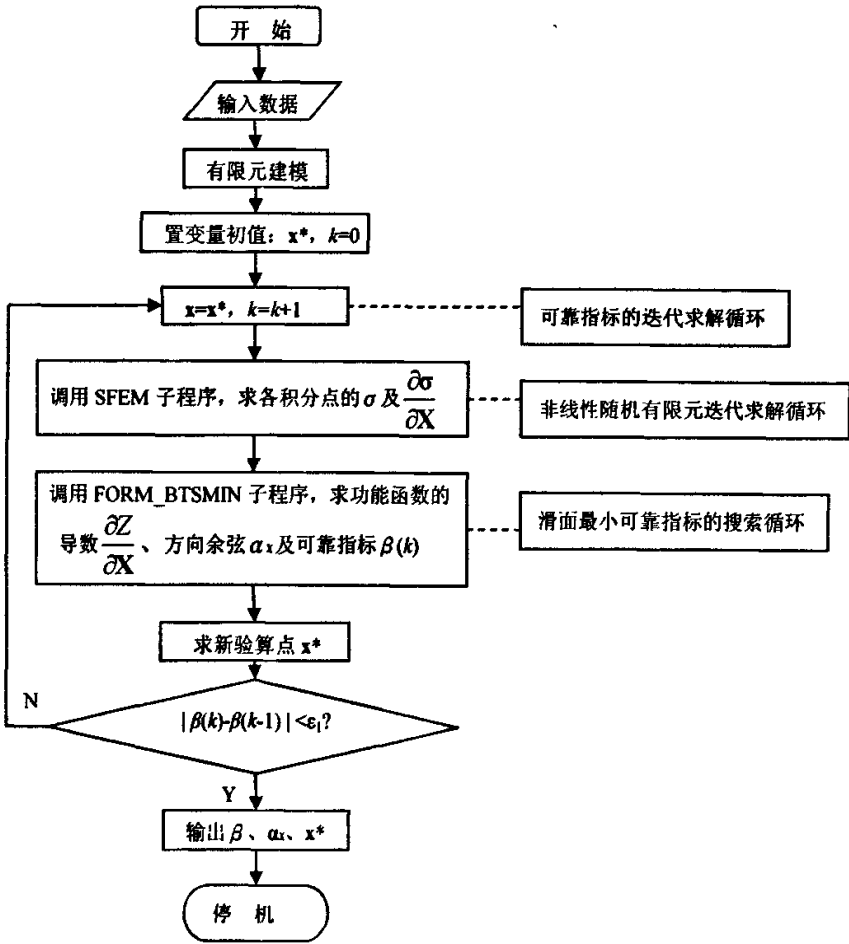 开 始
输入数据
有限元建模
置变量初值：x*，k=0
x=x*，k=k+1
可靠指标的迭代求解循环
调用 SFEM 子程序，求各积分点的σ及∂σ/∂X
非线性随机有限元迭代求解循环
调用 FORM_BTSMIN 子程序，求功能函数的
导数∂Z/∂X、方向余弦αx及可靠指标β(k)
滑面最小可靠指标的搜索循环
求新验算点 x*
N
|β(k)-β(k-1)|<ε1?
Y
输出β、αx、x*
停 机